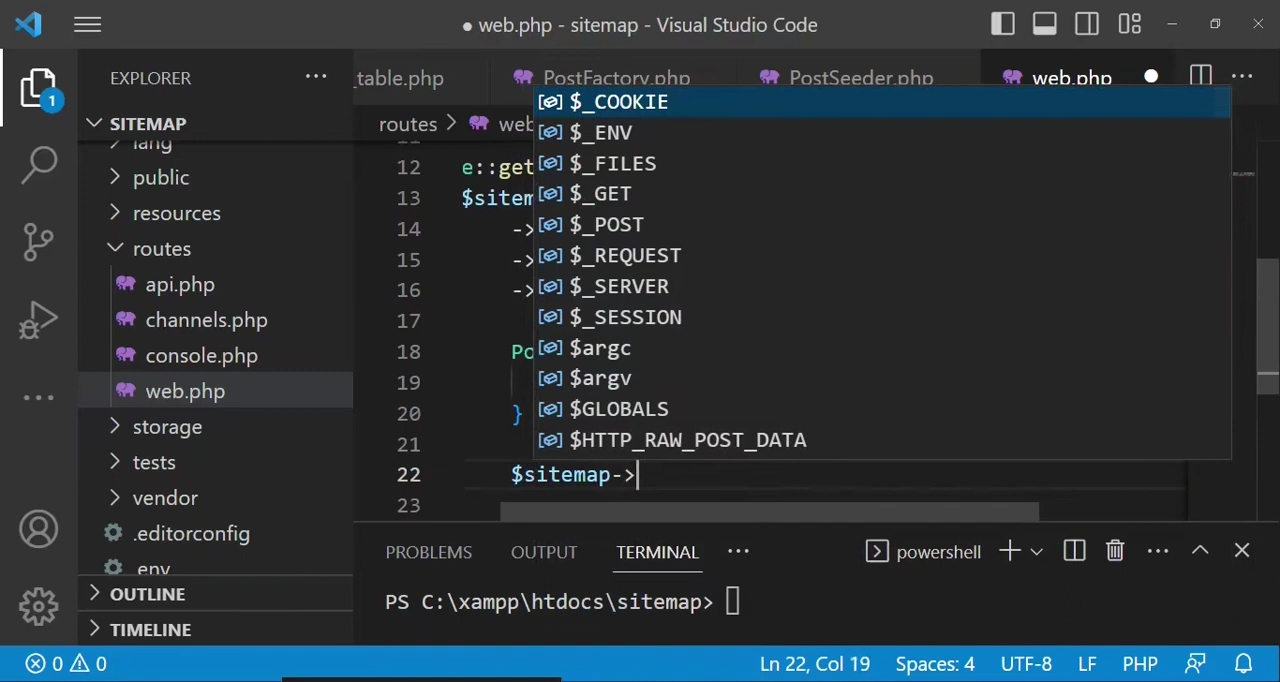 ● web.php - sitemap - Visual Studio Code
EXPLORER
_table.php
PostFactory.php
PostSeeder.php
web.php
1
SITEMAP
lang
public
resources
routes
api.php
channels.php
console.php
web.php
storage
tests
vendor
.editorconfig
.env
OUTLINE
TIMELINE
routes > web
12 e::get
13 $sitem
14 ->
15 ->
16 ->
17
18 Po
19
20 }
21
22 $sitemap->
23
$_COOKIE
$_ENV
$_FILES
$_GET
$_POST
$_REQUEST
$_SERVER
$_SESSION
$argc
$argv
$GLOBALS
$HTTP_RAW_POST_DATA
PROBLEMS OUTPUT TERMINAL
powershell
PS C:\xampp\htdocs\sitemap>
0 0
Ln 22, Col 19 Spaces: 4 UTF-8 LF PHP